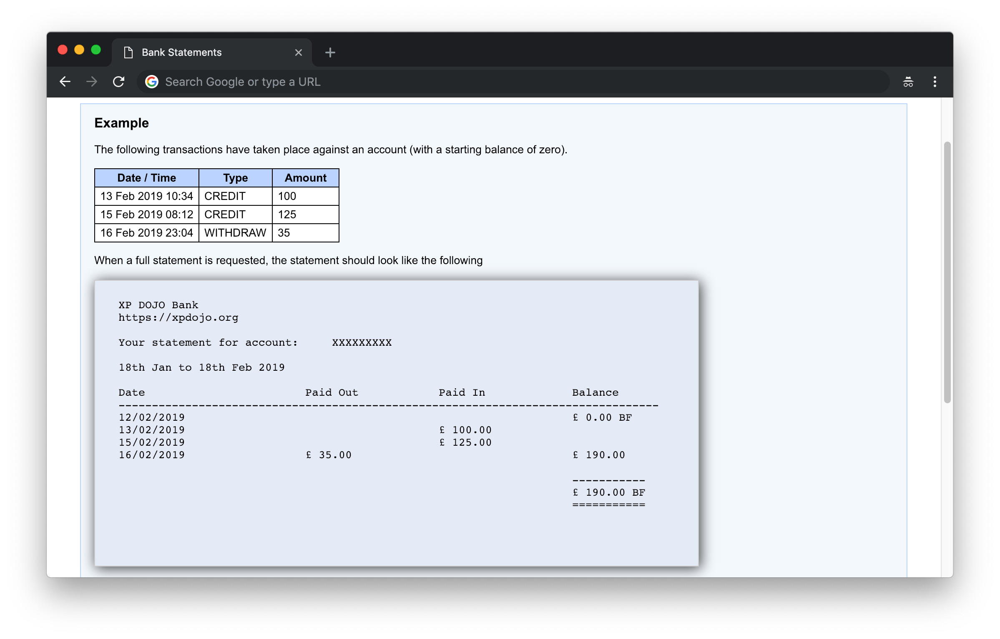 Bank Statements
Search Google or type a URL
Example
The following transactions have taken place against an account (with a starting balance of zero).
Date / Time Type Amount
13 Feb 2019 10:34 CREDIT 100
15 Feb 2019 08:12 CREDIT 125
16 Feb 2019 23:04 WITHDRAW 35
When a full statement is requested, the statement should look like the following
XP DOJO Bank
https://xpdojo.org
Your statement for account: XXXXXXXXX
18th Jan to 18th Feb 2019
Date Paid Out Paid In Balance
---------------------------------------------------------------------------------
12/02/2019 £ 0.00 BF
13/02/2019 £ 100.00
15/02/2019 £ 125.00
16/02/2019 £ 35.00 £ 190.00
-----------
£ 190.00 BF
===========